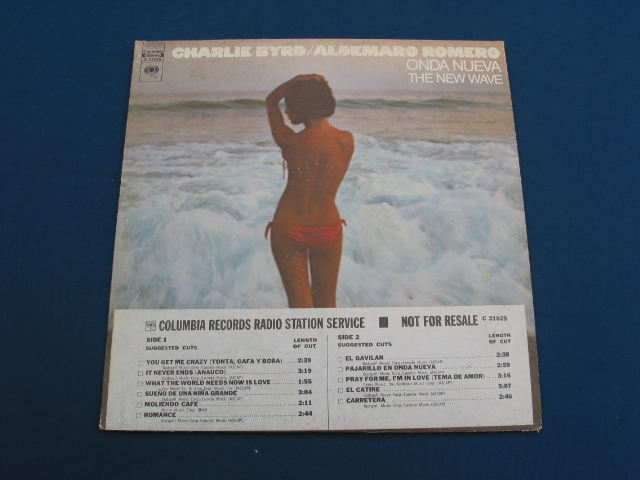 Columbia
Stereo
C 31025
CHARLIE BYRD/ALDEMARO ROMERO
ONDA NUEVA
THE NEW WAVE
COLUMBIA RECORDS RADIO STATION SERVICE ■ NOT FOR RESALE C 31025
SIDE 1 LENGTH
SUGGESTED CUTS OF CUT
YOU GET ME CRAZY (TONTA, GAFA Y BOBA) 2:39
IT NEVER ENDS (ANAUCO) 3:19
WHAT THE WORLD NEEDS NOW IS LOVE 1:55
SUEÑO DE UNA NIÑA GRANDE 3:04
MOLIENDO CAFÉ 2:11
ROMANCE 2:44
SIDE 2 LENGTH
SUGGESTED CUTS OF CUT
EL GAVILAN 2:38
PAJARILLO EN ONDA NUEVA 2:59
PRAY FOR ME, I'M IN LOVE (TEMA DE AMOR) 3:16
EL CATIRE 5:07
CARRETERA 2:46